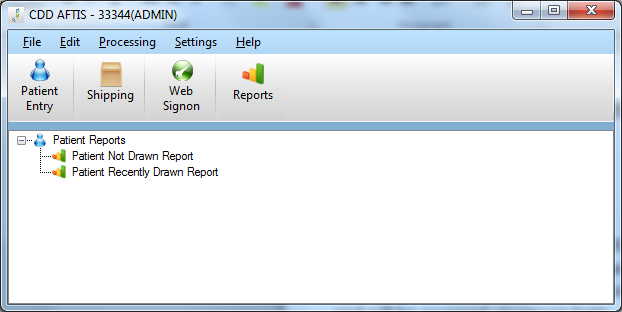 CDD AFTIS - 33344(ADMIN)
File Edit Processing Settings Help
Patient Entry
Shipping
Web Signon
Reports
Patient Reports
Patient Not Drawn Report
Patient Recently Drawn Report